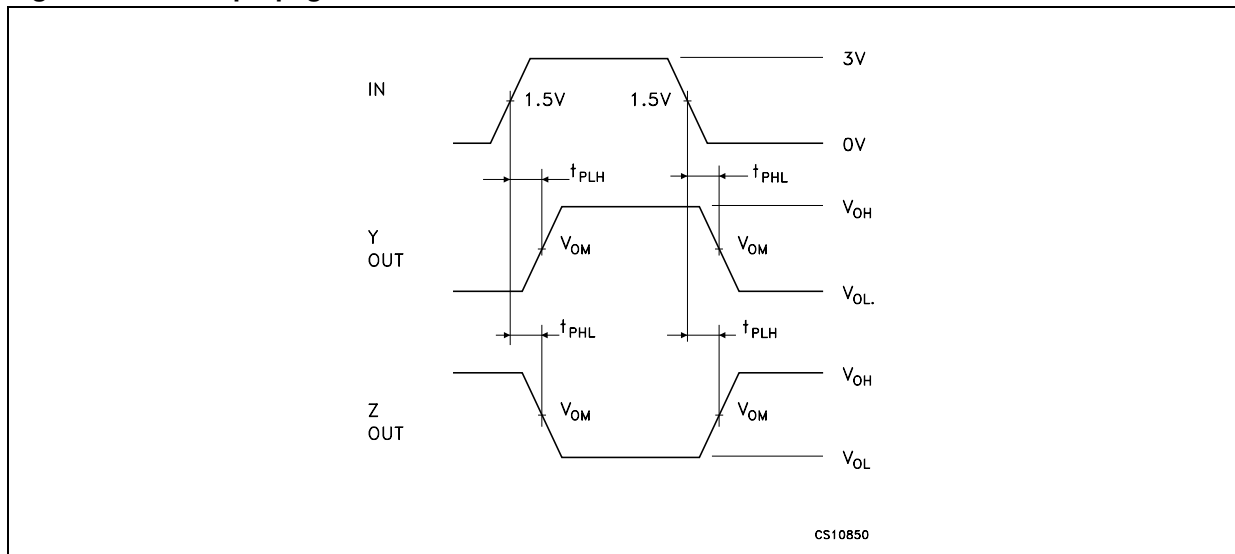 IN
1.5V
1.5V
3V
0V
tPLH
tPHL
Y
OUT
VOM
VOM
VOH
VOL.
tPHL
tPLH
Z
OUT
VOM
VOM
VOH
VOL
CS10850